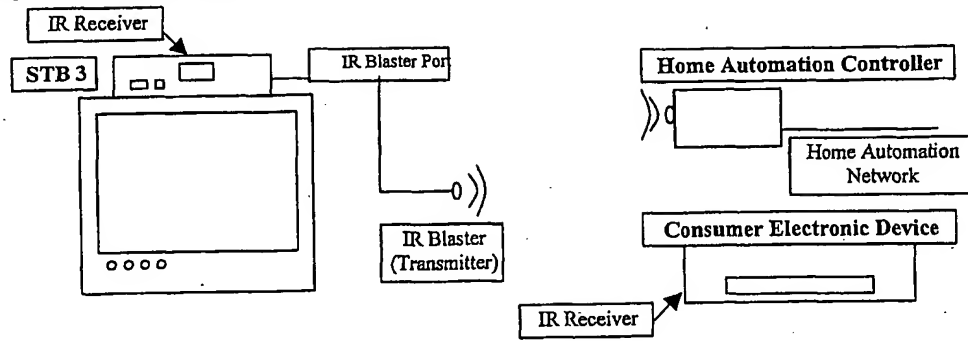 IR Receiver
STB 3
IR Blaster Por
Home Automation Controller
Home Automation
Network
IR Blaster
(Transmitter)
Consumer Electronic Device
IR Receiver